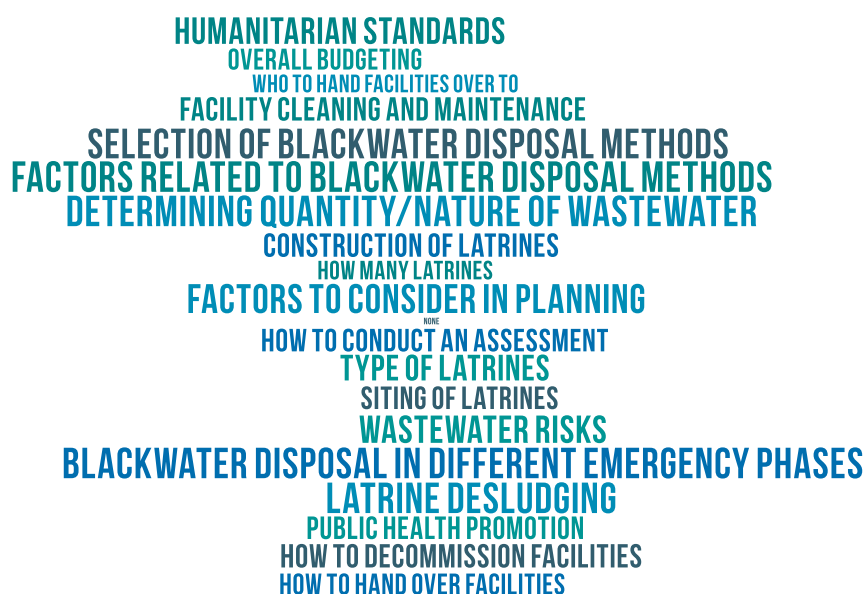 HUMANITARIAN STANDARDS
OVERALL BUDGETING
WHO TO HAND FACILITIES OVER TO
FACILITY CLEANING AND MAINTENANCE
SELECTION OF BLACKWATER DISPOSAL METHODS
FACTORS RELATED TO BLACKWATER DISPOSAL METHODS
DETERMINING QUANTITY/NATURE OF WASTEWATER
CONSTRUCTION OF LATRINES
HOW MANY LATRINES
FACTORS TO CONSIDER IN PLANNING
NONE
HOW TO CONDUCT AN ASSESSMENT
TYPE OF LATRINES
SITING OF LATRINES
WASTEWATER RISKS
BLACKWATER DISPOSAL IN DIFFERENT EMERGENCY PHASES
LATRINE DESLUDGING
PUBLIC HEALTH PROMOTION
HOW TO DECOMMISSION FACILITIES
HOW TO HAND OVER FACILITIES